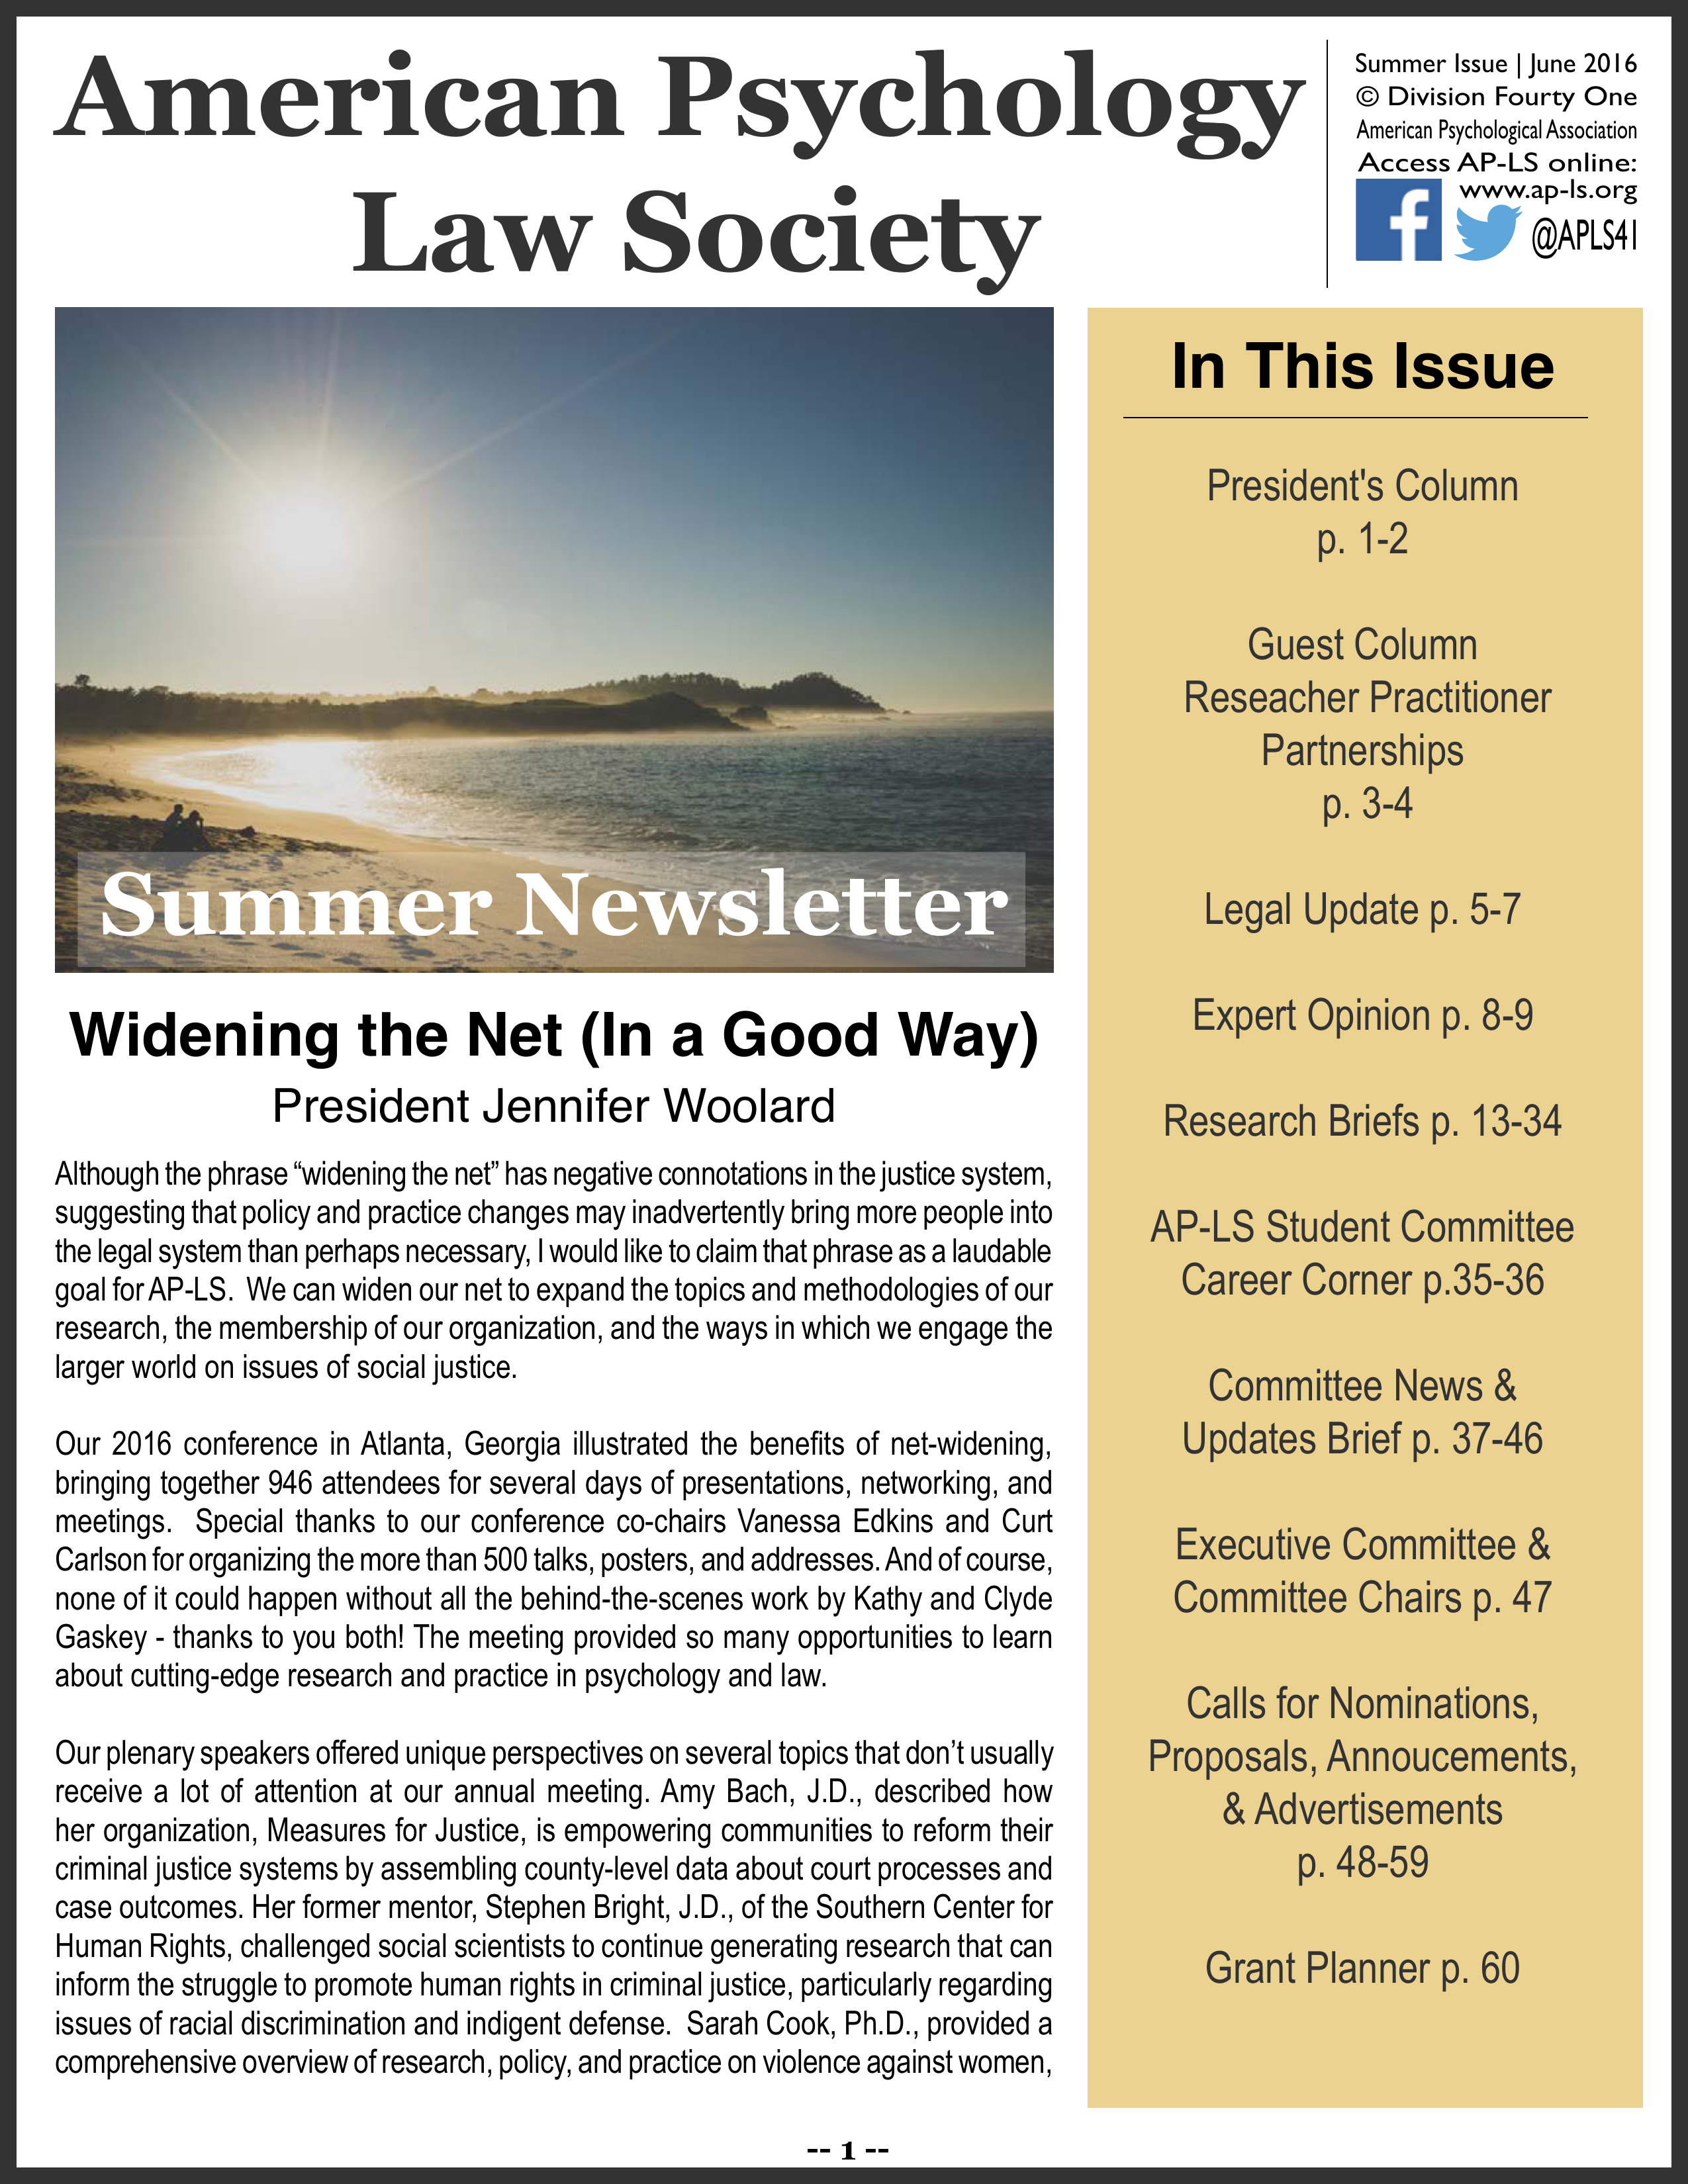 American Psychology
Law Society
Summer Issue | June 2016
© Division Fourty One
American Psychological Association
Access AP-LS online:
www.ap-ls.org
f
@APLS41
Summer Newsletter
Widening the Net (In a Good Way)
President Jennifer Woolard
Although the phrase “widening the net” has negative connotations in the justice system,
suggesting that policy and practice changes may inadvertently bring more people into
the legal system than perhaps necessary, I would like to claim that phrase as a laudable
goal for AP-LS.  We can widen our net to expand the topics and methodologies of our
research, the membership of our organization, and the ways in which we engage the
larger world on issues of social justice.
Our 2016 conference in Atlanta, Georgia illustrated the benefits of net-widening,
bringing together 946 attendees for several days of presentations, networking, and
meetings.  Special thanks to our conference co-chairs Vanessa Edkins and Curt
Carlson for organizing the more than 500 talks, posters, and addresses. And of course,
none of it could happen without all the behind-the-scenes work by Kathy and Clyde
Gaskey - thanks to you both! The meeting provided so many opportunities to learn
about cutting-edge research and practice in psychology and law.
Our plenary speakers offered unique perspectives on several topics that don’t usually
receive a lot of attention at our annual meeting. Amy Bach, J.D., described how
her organization, Measures for Justice, is empowering communities to reform their
criminal justice systems by assembling county-level data about court processes and
case outcomes. Her former mentor, Stephen Bright, J.D., of the Southern Center for
Human Rights, challenged social scientists to continue generating research that can
inform the struggle to promote human rights in criminal justice, particularly regarding
issues of racial discrimination and indigent defense.  Sarah Cook, Ph.D., provided a
comprehensive overview of research, policy, and practice on violence against women,
In This Issue
President's Column
p. 1-2
Guest Column
Reseacher Practitioner
Partnerships
p. 3-4
Legal Update p. 5-7
Expert Opinion p. 8-9
Research Briefs p. 13-34
AP-LS Student Committee
Career Corner p.35-36
Committee News &
Updates Brief p. 37-46
Executive Committee &
Committee Chairs p. 47
Calls for Nominations,
Proposals, Annoucements,
& Advertisements
p. 48-59
Grant Planner p. 60
-- 1 --